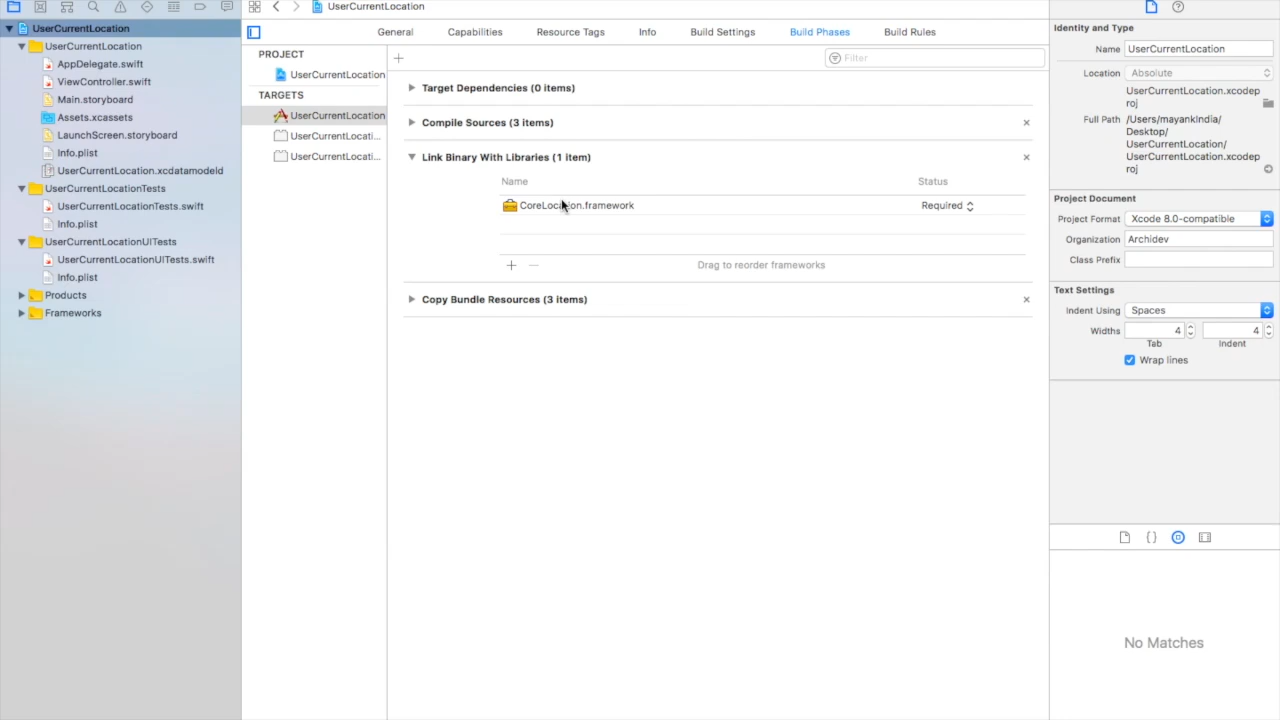 UserCurrentLocation
UserCurrentLocation
UserCurrentLocation
AppDelegate.swift
ViewController.swift
Main.storyboard
Assets.xcassets
LaunchScreen.storyboard
Info.plist
UserCurrentLocation.xcdatamodeld
UserCurrentLocationTests
UserCurrentLocationTests.swift
Info.plist
UserCurrentLocationUITests
UserCurrentLocationUITests.swift
Info.plist
Products
Frameworks
General Capabilities Resource Tags Info Build Settings Build Phases Build Rules
PROJECT
UserCurrentLocation
TARGETS
UserCurrentLocation
UserCurrentLocati...
UserCurrentLocati...
Filter
Target Dependencies (0 items)
Compile Sources (3 items)
Link Binary With Libraries (1 item)
Name Status
CoreLocation.framework Required
Drag to reorder frameworks
Copy Bundle Resources (3 items)
Identity and Type
Name UserCurrentLocation
Location Absolute
UserCurrentLocation.xcodep
roj
Full Path /Users/mayankIndia/
Desktop/
UserCurrentLocation/
UserCurrentLocation.xcodep
roj
Project Document
Project Format Xcode 8.0-compatible
Organization Archidev
Class Prefix
Text Settings
Indent Using Spaces
Widths 4 4
Tab Indent
Wrap lines
No Matches